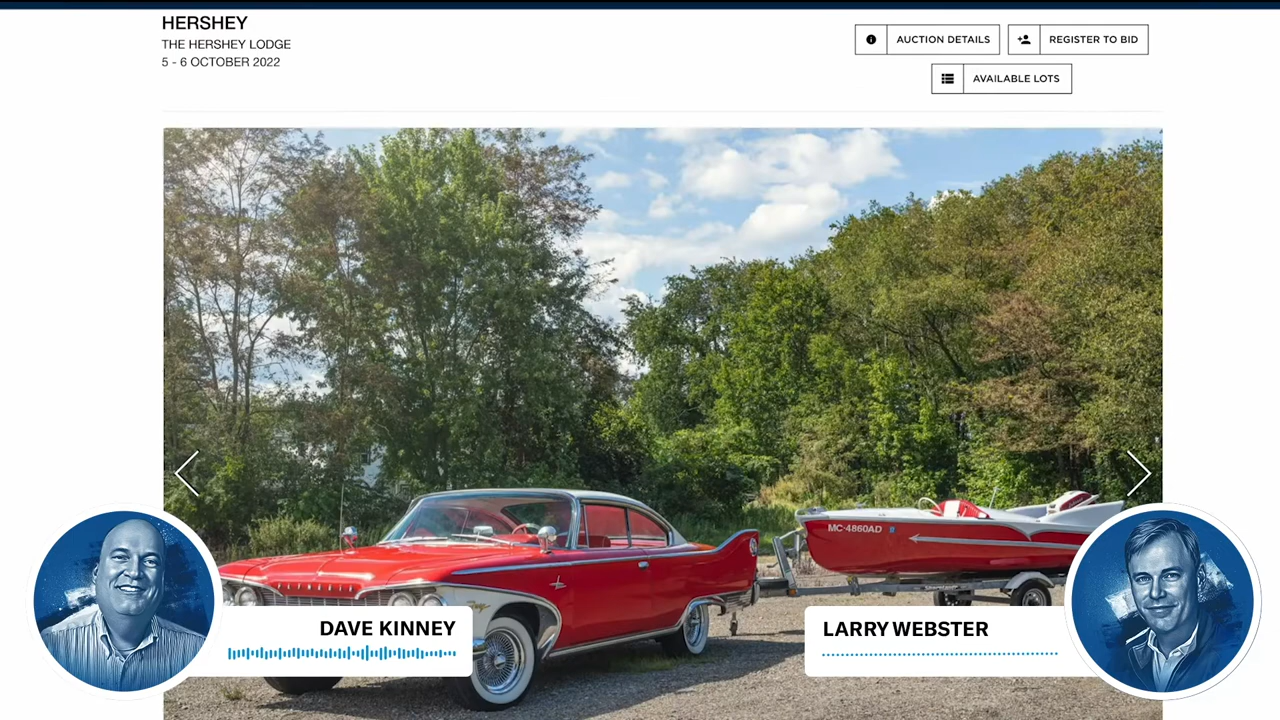 HERSHEY
THE HERSHEY LODGE
5 - 6 OCTOBER 2022
AUCTION DETAILS
REGISTER TO BID
AVAILABLE LOTS
PLYMOUTH
MC-4860AD
DAVE KINNEY
LARRY WEBSTER